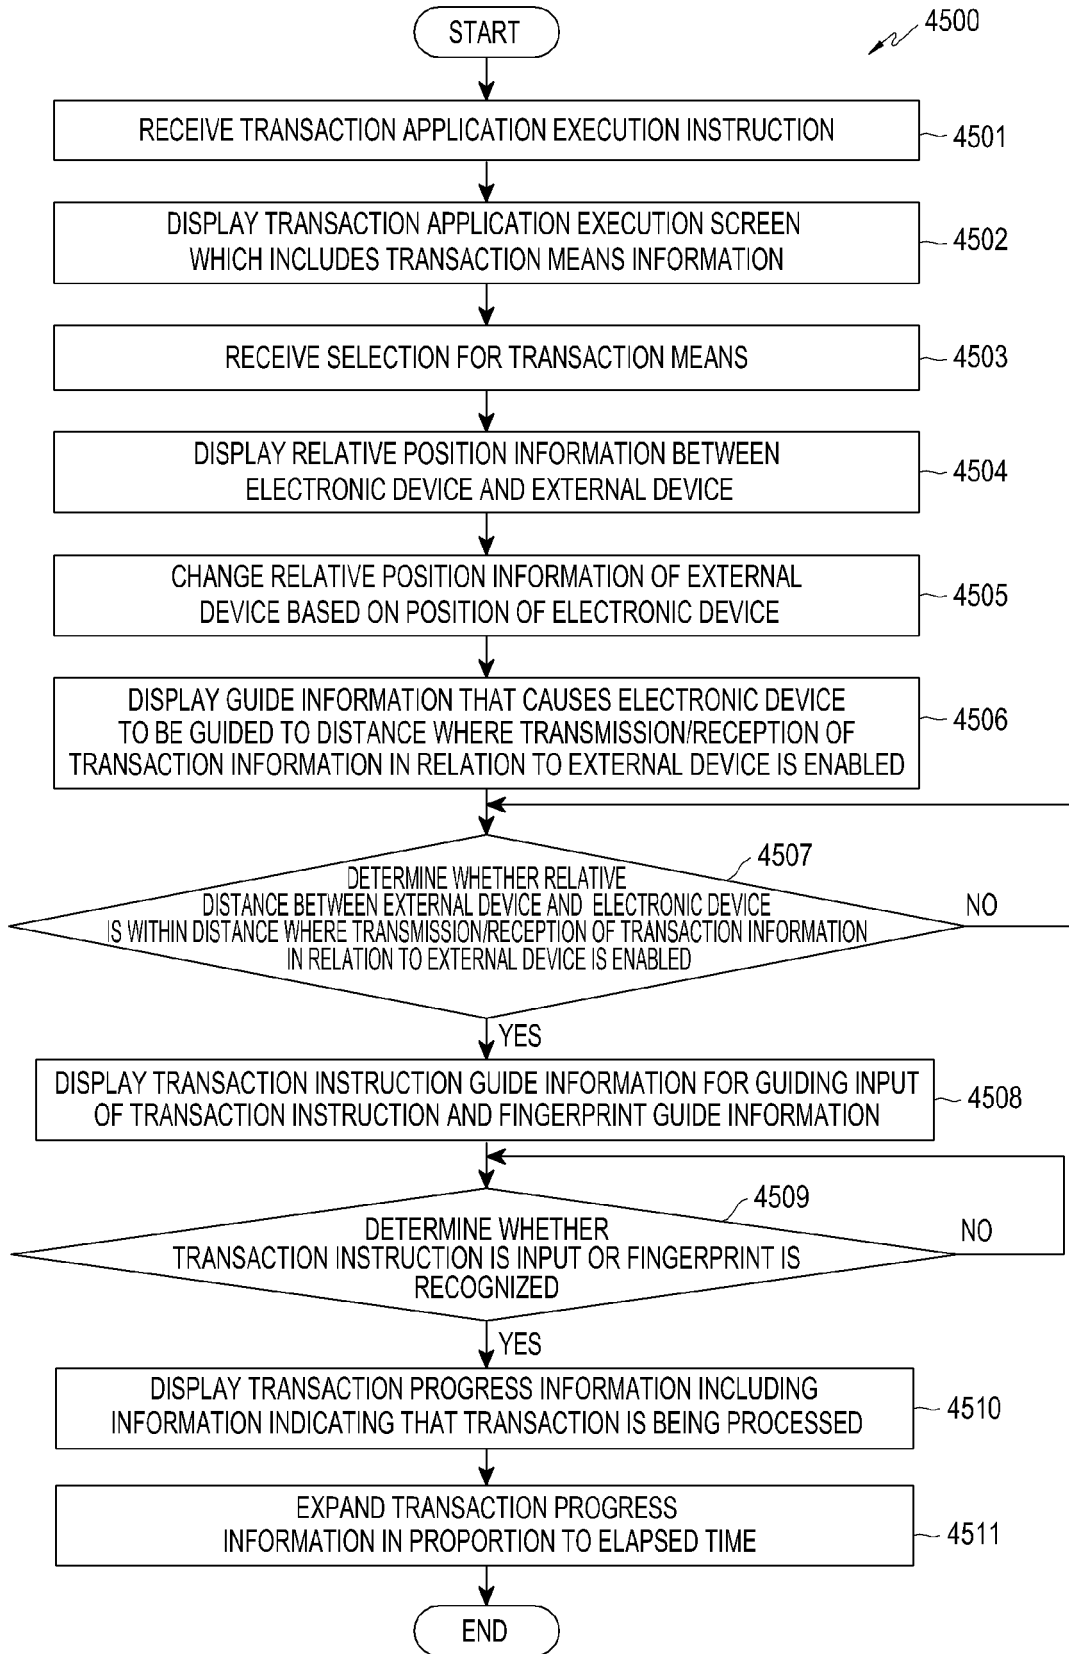 START
4500
RECEIVE TRANSACTION APPLICATION EXECUTION INSTRUCTION
4501
DISPLAY TRANSACTION APPLICATION EXECUTION SCREEN
WHICH INCLUDES TRANSACTION MEANS INFORMATION
4502
RECEIVE SELECTION FOR TRANSACTION MEANS
4503
DISPLAY RELATIVE POSITION INFORMATION BETWEEN
ELECTRONIC DEVICE AND EXTERNAL DEVICE
4504
CHANGE RELATIVE POSITION INFORMATION OF EXTERNAL
DEVICE BASED ON POSITION OF ELECTRONIC DEVICE
4505
DISPLAY GUIDE INFORMATION THAT CAUSES ELECTRONIC DEVICE
TO BE GUIDED TO DISTANCE WHERE TRANSMISSION/RECEPTION OF
TRANSACTION INFORMATION IN RELATION TO EXTERNAL DEVICE IS ENABLED
4506
4507
DETERMINE WHETHER RELATIVE
DISTANCE BETWEEN EXTERNAL DEVICE AND ELECTRONIC DEVICE
IS WITHIN DISTANCE WHERE TRANSMISSION/RECEPTION OF TRANSACTION INFORMATION
IN RELATION TO EXTERNAL DEVICE IS ENABLED
NO
YES
DISPLAY TRANSACTION INSTRUCTION GUIDE INFORMATION FOR GUIDING INPUT
OF TRANSACTION INSTRUCTION AND FINGERPRINT GUIDE INFORMATION
4508
4509
DETERMINE WHETHER
TRANSACTION INSTRUCTION IS INPUT OR FINGERPRINT IS
RECOGNIZED
NO
YES
DISPLAY TRANSACTION PROGRESS INFORMATION INCLUDING
INFORMATION INDICATING THAT TRANSACTION IS BEING PROCESSED
4510
EXPAND TRANSACTION PROGRESS
INFORMATION IN PROPORTION TO ELAPSED TIME
4511
END